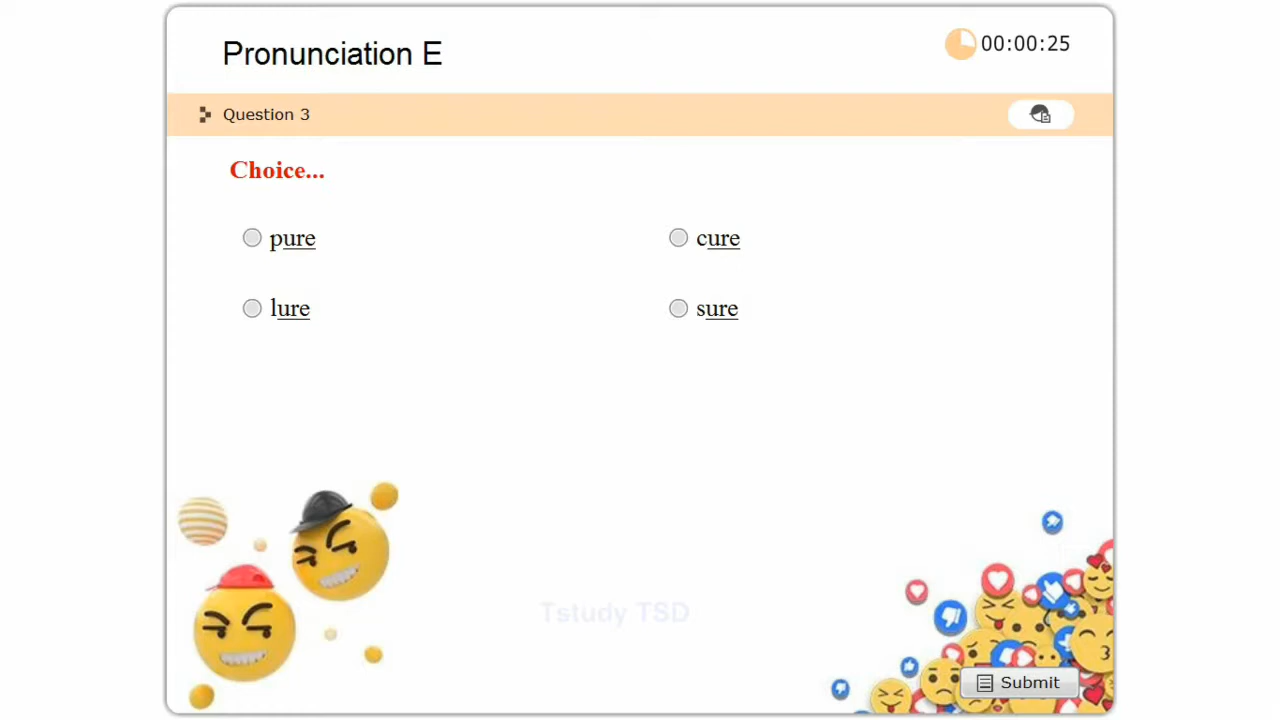 Pronunciation E
00:00:25
Question 3
Choice...
pure
cure
lure
sure
Tstudy TSD
Submit